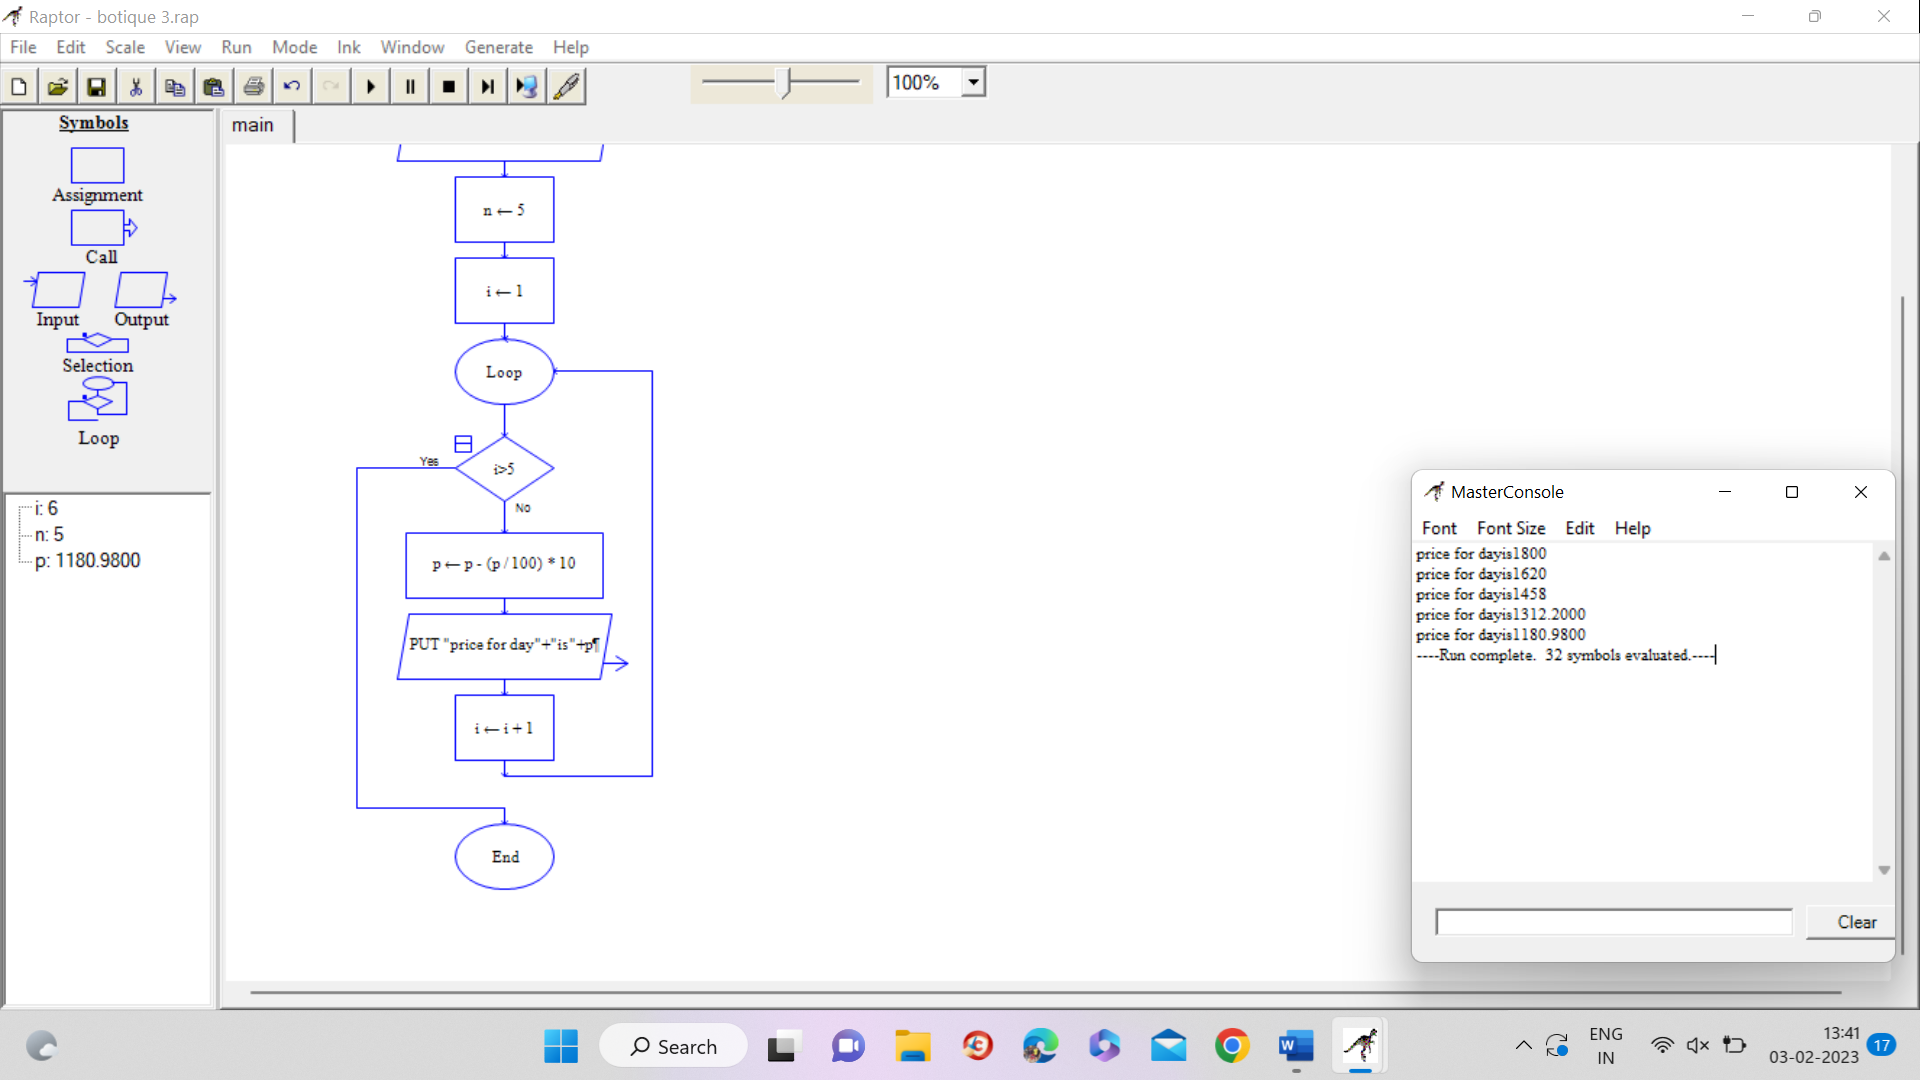 Raptor - botique 3.rap
File Edit Scale View Run Mode Ink Window Generate Help
100%
Symbols
Assignment
Call
Input Output
Selection
Loop
i: 6
n: 5
p: 1180.9800
main
n ← 5
i ← 1
Loop
Yes
i>5
No
p ← p - (p / 100) * 10
PUT "price for day"+"is"+p¶
i ← i + 1
End
MasterConsole
Font Font Size Edit Help
price for dayis1800
price for dayis1620
price for dayis1458
price for dayis1312.2000
price for dayis1180.9800
----Run complete.  32 symbols evaluated.----
Clear
Search
W
ENG
IN
13:41
03-02-2023
17